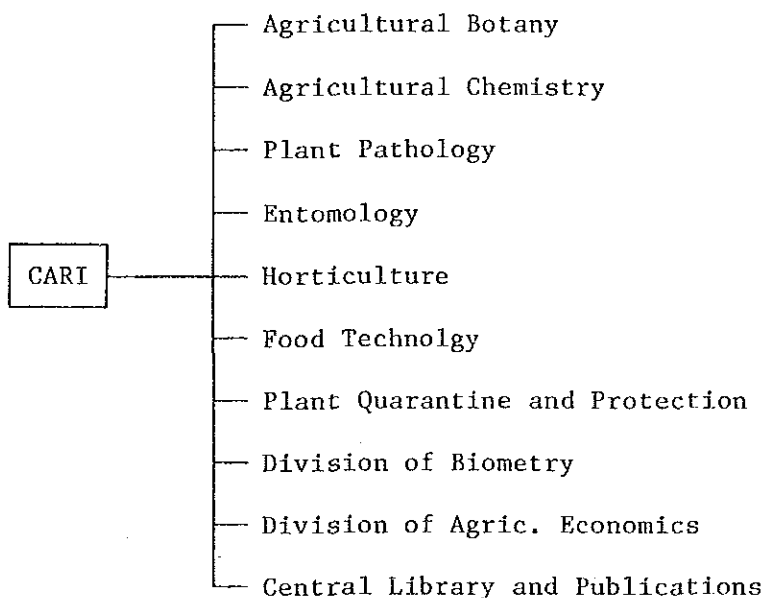 Agricultural Botany
Agricultural Chemistry
Plant Pathology
Entomology
CARI
Horticulture
Food Technolgy
Plant Quarantine and Protection
Division of Biometry
Division of Agric. Economics
Central Library and Publications